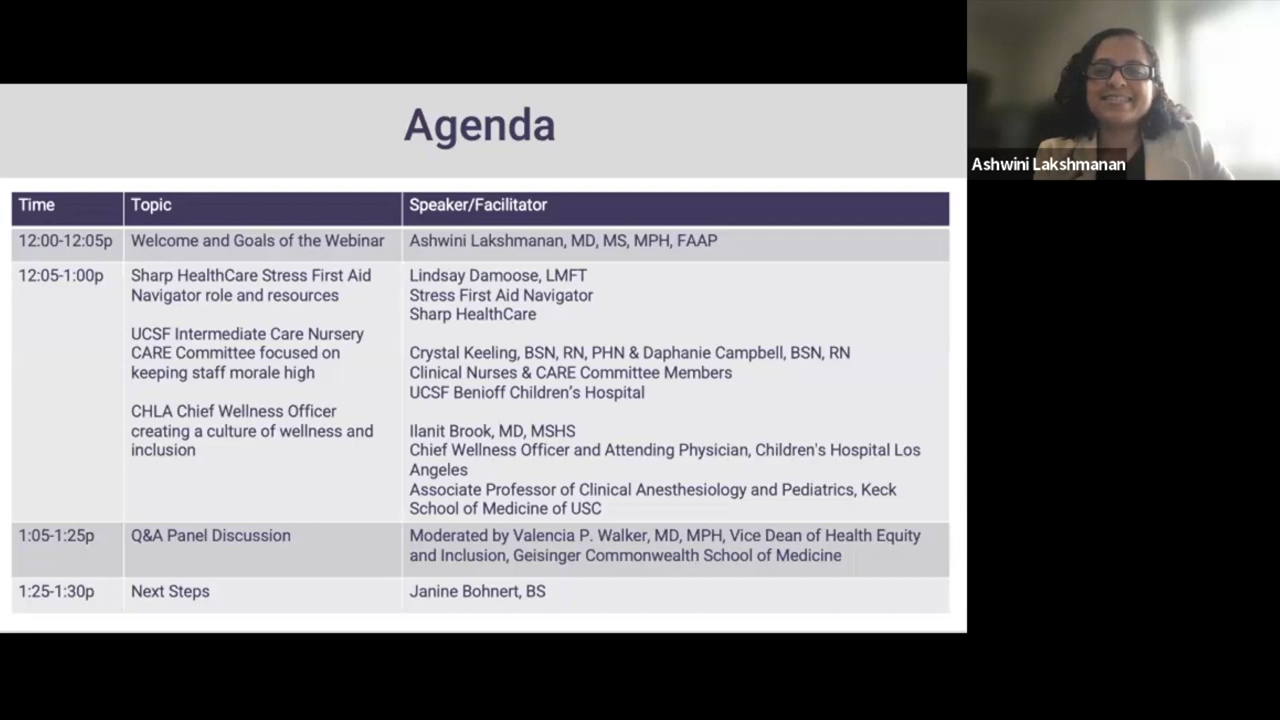 Agenda
Ashwini Lakshmanan
Time
Topic
Speaker/Facilitator
12:00-12:05p
Welcome and Goals of the Webinar
Ashwini Lakshmanan, MD, MS, MPH, FAAP
12:05-1:00p
Sharp HealthCare Stress First Aid
Navigator role and resources
UCSF Intermediate Care Nursery
CARE Committee focused on
keeping staff morale high
CHLA Chief Wellness Officer
creating a culture of wellness and
inclusion
Lindsay Damoose, LMFT
Stress First Aid Navigator
Sharp HealthCare
Crystal Keeling, BSN, RN, PHN & Daphanie Campbell, BSN, RN
Clinical Nurses & CARE Committee Members
UCSF Benioff Children's Hospital
Ilanit Brook, MD, MSHS
Chief Wellness Officer and Attending Physician, Children's Hospital Los
Angeles
Associate Professor of Clinical Anesthesiology and Pediatrics, Keck
School of Medicine of USC
1:05-1:25p
Q&A Panel Discussion
Moderated by Valencia P. Walker, MD, MPH, Vice Dean of Health Equity
and Inclusion, Geisinger Commonwealth School of Medicine
1:25-1:30p
Next Steps
Janine Bohnert, BS